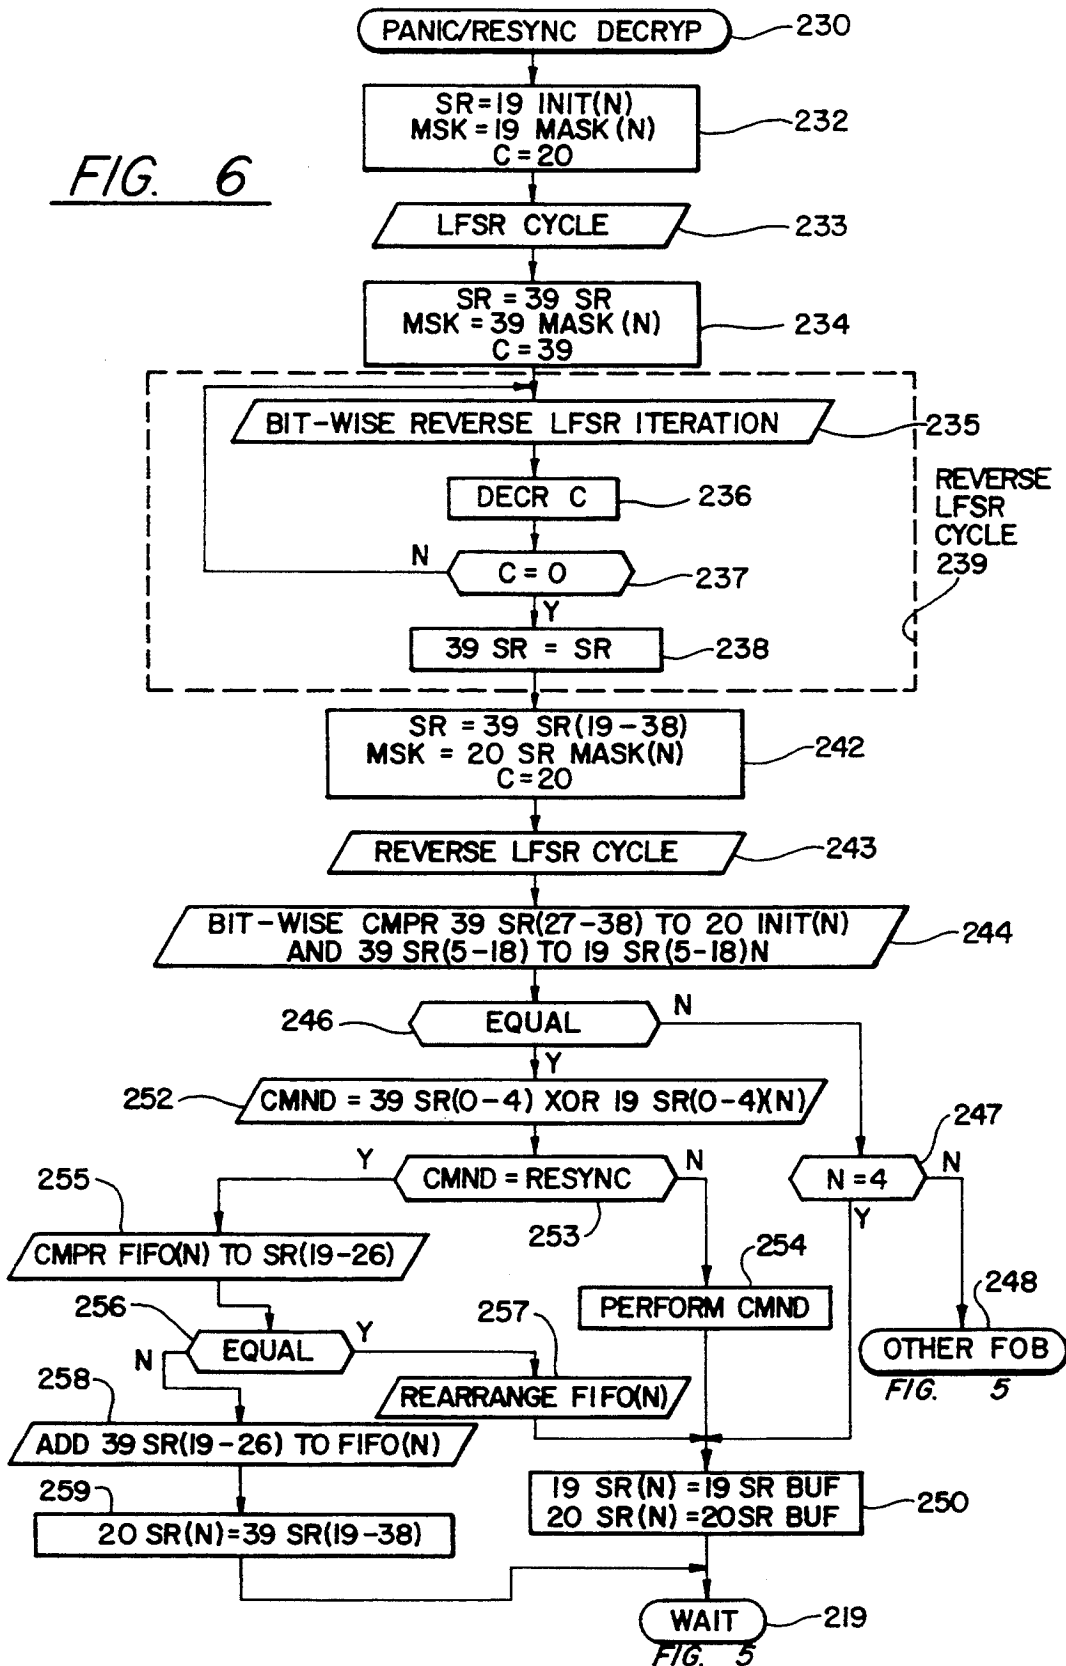 PANIC/RESYNC DECRYP
230
SR=19 INIT(N)
MSK=19 MASK(N)
C=20
232
FIG. 6
LFSR CYCLE
233
SR = 39 SR
MSK = 39 MASK(N)
C=39
234
BIT-WISE REVERSE LFSR ITERATION
235
DECR C
236
REVERSE
LFSR
CYCLE
239
N
C=0
237
Y
39 SR = SR
238
SR = 39 SR(19-38)
MSK = 20 SR MASK(N)
C=20
242
REVERSE LFSR CYCLE
243
BIT-WISE CMPR 39 SR(27-38) TO 20 INIT(N)
AND 39 SR(5-18) TO 19 SR(5-18)N
244
246
EQUAL
N
Y
252
CMND = 39 SR(0-4) XOR 19 SR(0-4)(N)
247
Y
CMND = RESYNC
N
253
N=4
N
Y
255
CMPR FIFO(N) TO SR(19-26)
254
PERFORM CMND
256
EQUAL
Y
N
257
REARRANGE FIFO(N)
248
OTHER FOB
FIG. 5
258
ADD 39 SR(19-26) TO FIFO(N)
259
20 SR(N)=39 SR(19-38)
19 SR(N)=19 SR BUF
20 SR(N)=20SR BUF
250
WAIT
219
FIG. 5